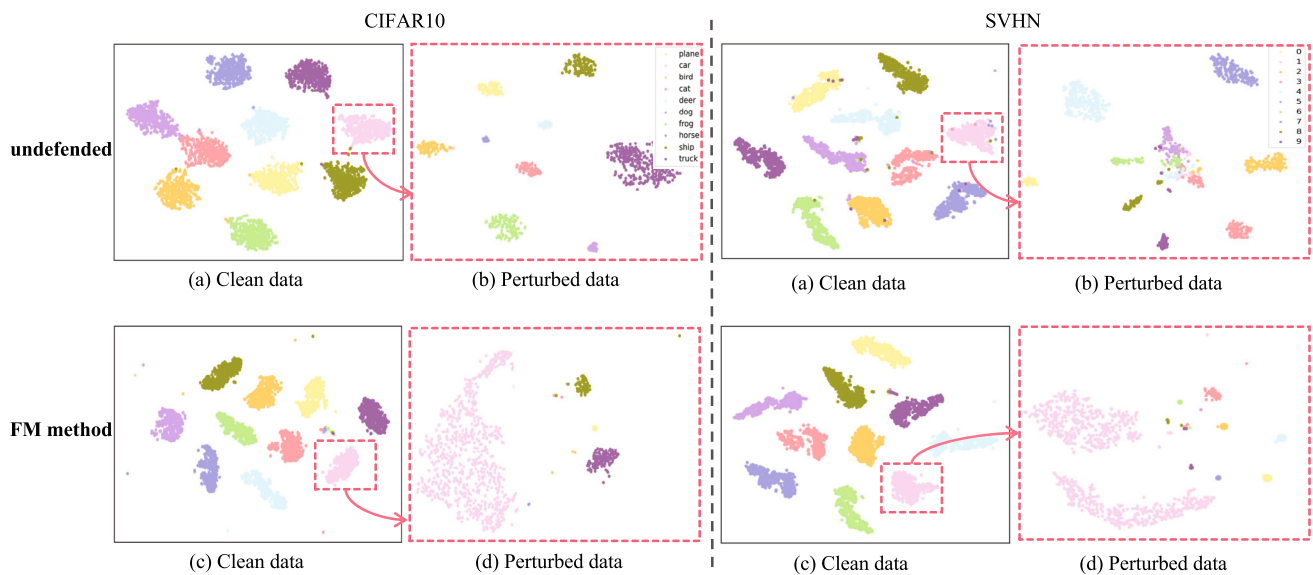 CIFAR10
SVHN
undefended
plane
car
bird
cat
deer
dog
frog
horse
ship
truck
0
1
2
3
4
5
6
7
8
9
(a) Clean data
(b) Perturbed data
(a) Clean data
(b) Perturbed data
FM method
(c) Clean data
(d) Perturbed data
(c) Clean data
(d) Perturbed data